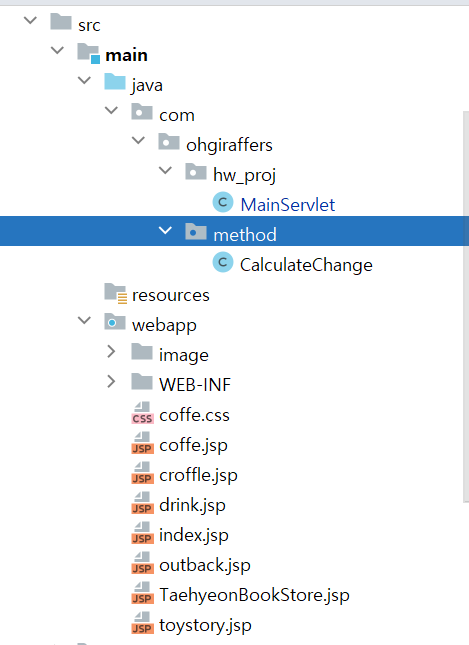 src
main
java
com
ohgiraffers
hw_proj
C MainServlet
method
C CalculateChange
resources
webapp
image
WEB-INF
CSS coffe.css
JSP coffe.jsp
JSP croffle.jsp
JSP drink.jsp
JSP index.jsp
JSP outback.jsp
JSP TaehyeonBookStore.jsp
JSP toystory.jsp